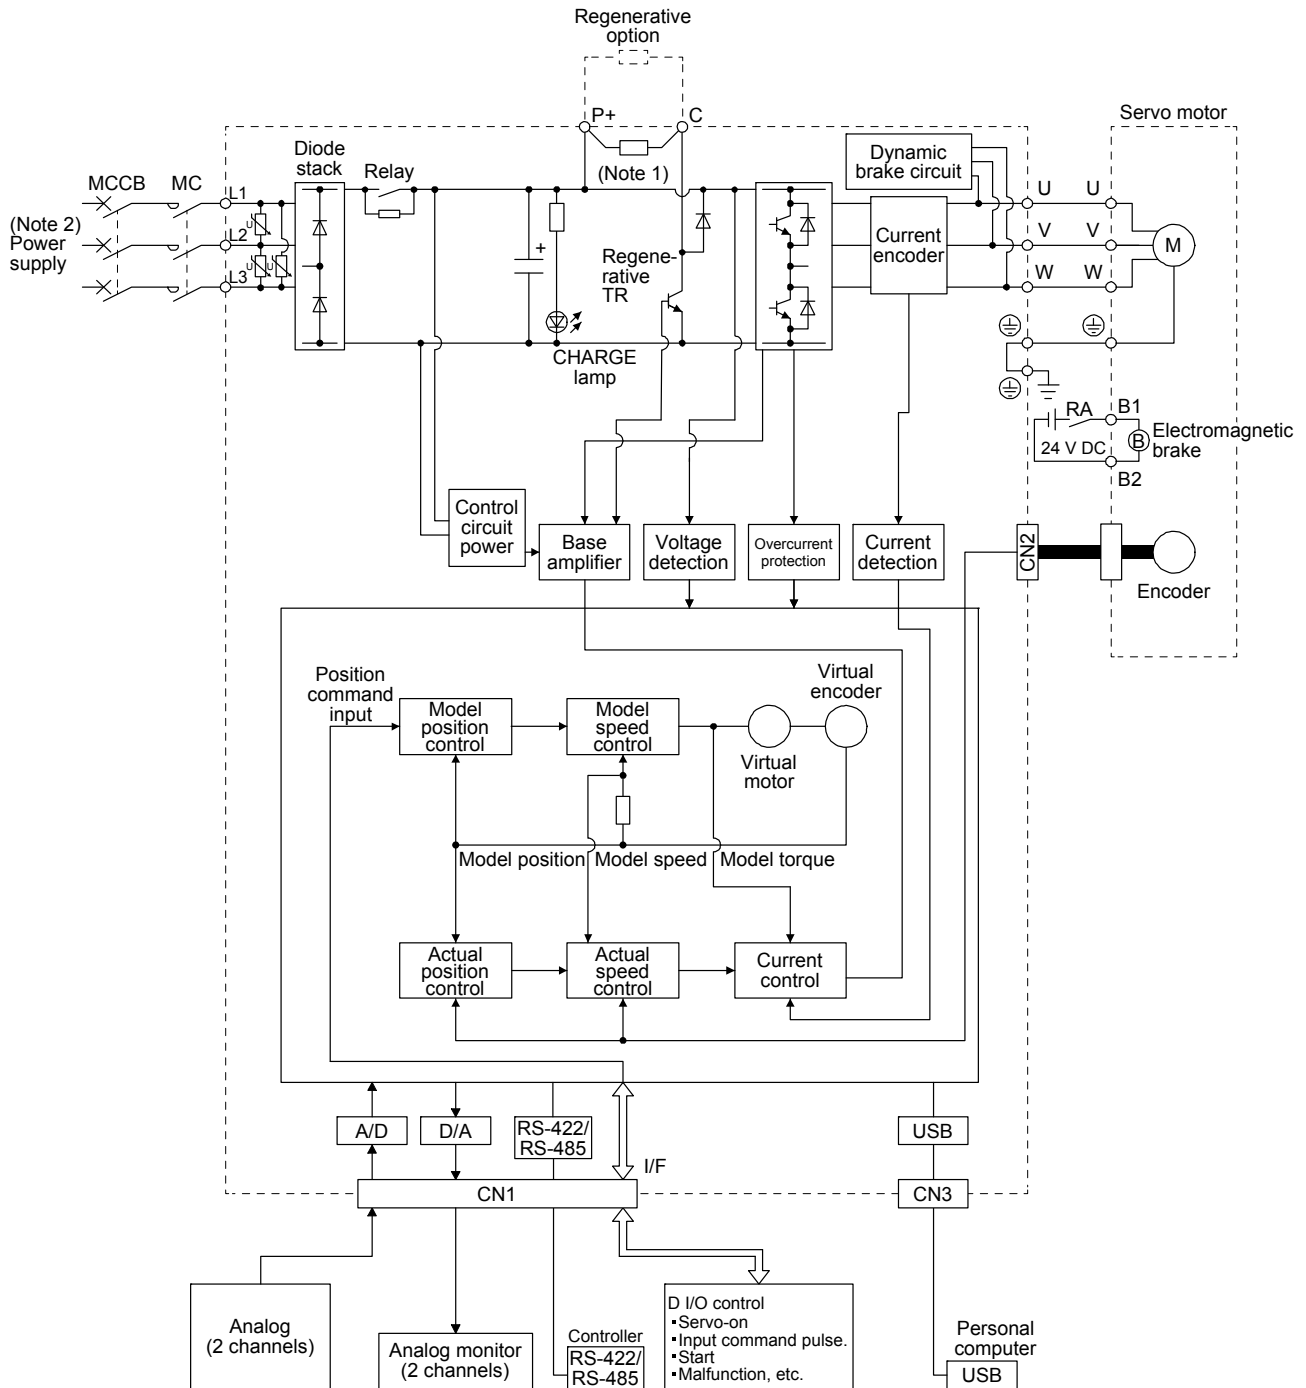 Regenerative
option
P+
C
Servo motor
Diode
stack
Relay
(Note 1)
Dynamic
brake circuit
MCCB
MC
L1
U
U
(Note 2)
Power
supply
U
L2
+
Regene-
rative
TR
Current
encoder
V
V
M
U
U
L3
W
W
CHARGE
lamp
RA
B1
24 V DC
B
Electromagnetic
brake
B2
Control
circuit
power
Base
amplifier
Voltage
detection
Overcurrent
protection
Current
detection
CN2
Encoder
Position
command
input
Model
position
control
Model
speed
control
Virtual
encoder
Virtual
motor
Model position
Model speed
Model torque
Actual
position
control
Actual
speed
control
Current
control
A/D
D/A
RS-422/
RS-485
USB
I/F
CN1
CN3
Analog
(2 channels)
Analog monitor
(2 channels)
Controller
RS-422/
RS-485
D I/O control
▪Servo-on
▪Input command pulse.
▪Start
▪Malfunction, etc.
Personal
computer
USB